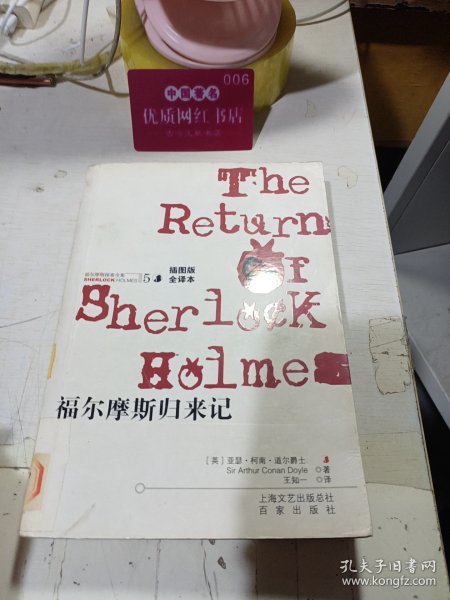 006
中国著名
优质网红书店
The
Return
Of
Sherlock
Holmes
福尔摩斯探案全集
SHERLOCK HOLMES
5
插图版
全译本
福尔摩斯归来记
［英］亚瑟·柯南·道尔爵士
Sir Arthur Conan Doyle 著
王知一 译
上海文艺出版总社
百家出版社
孔夫子旧书网
www.kongfz.com